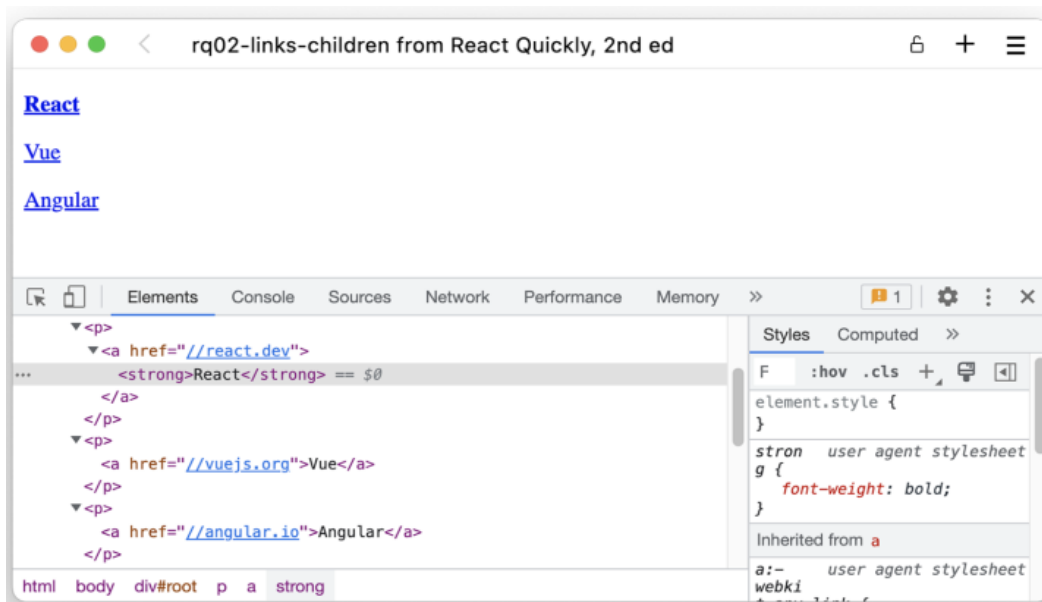 rq02-links-children from React Quickly, 2nd ed
React
Vue
Angular
Elements Console Sources Network Performance Memory » 1
<p>
<a href="//react.dev">
<strong>React</strong> == $0
</a>
</p>
<p>
<a href="//vuejs.org">Vue</a>
</p>
<p>
<a href="//angular.io">Angular</a>
</p>
html body div#root p a strong
Styles Computed »
F :hov .cls +
element.style {
}
stron user agent stylesheet
g {
font-weight: bold;
}
Inherited from a
a:- user agent stylesheet
webki